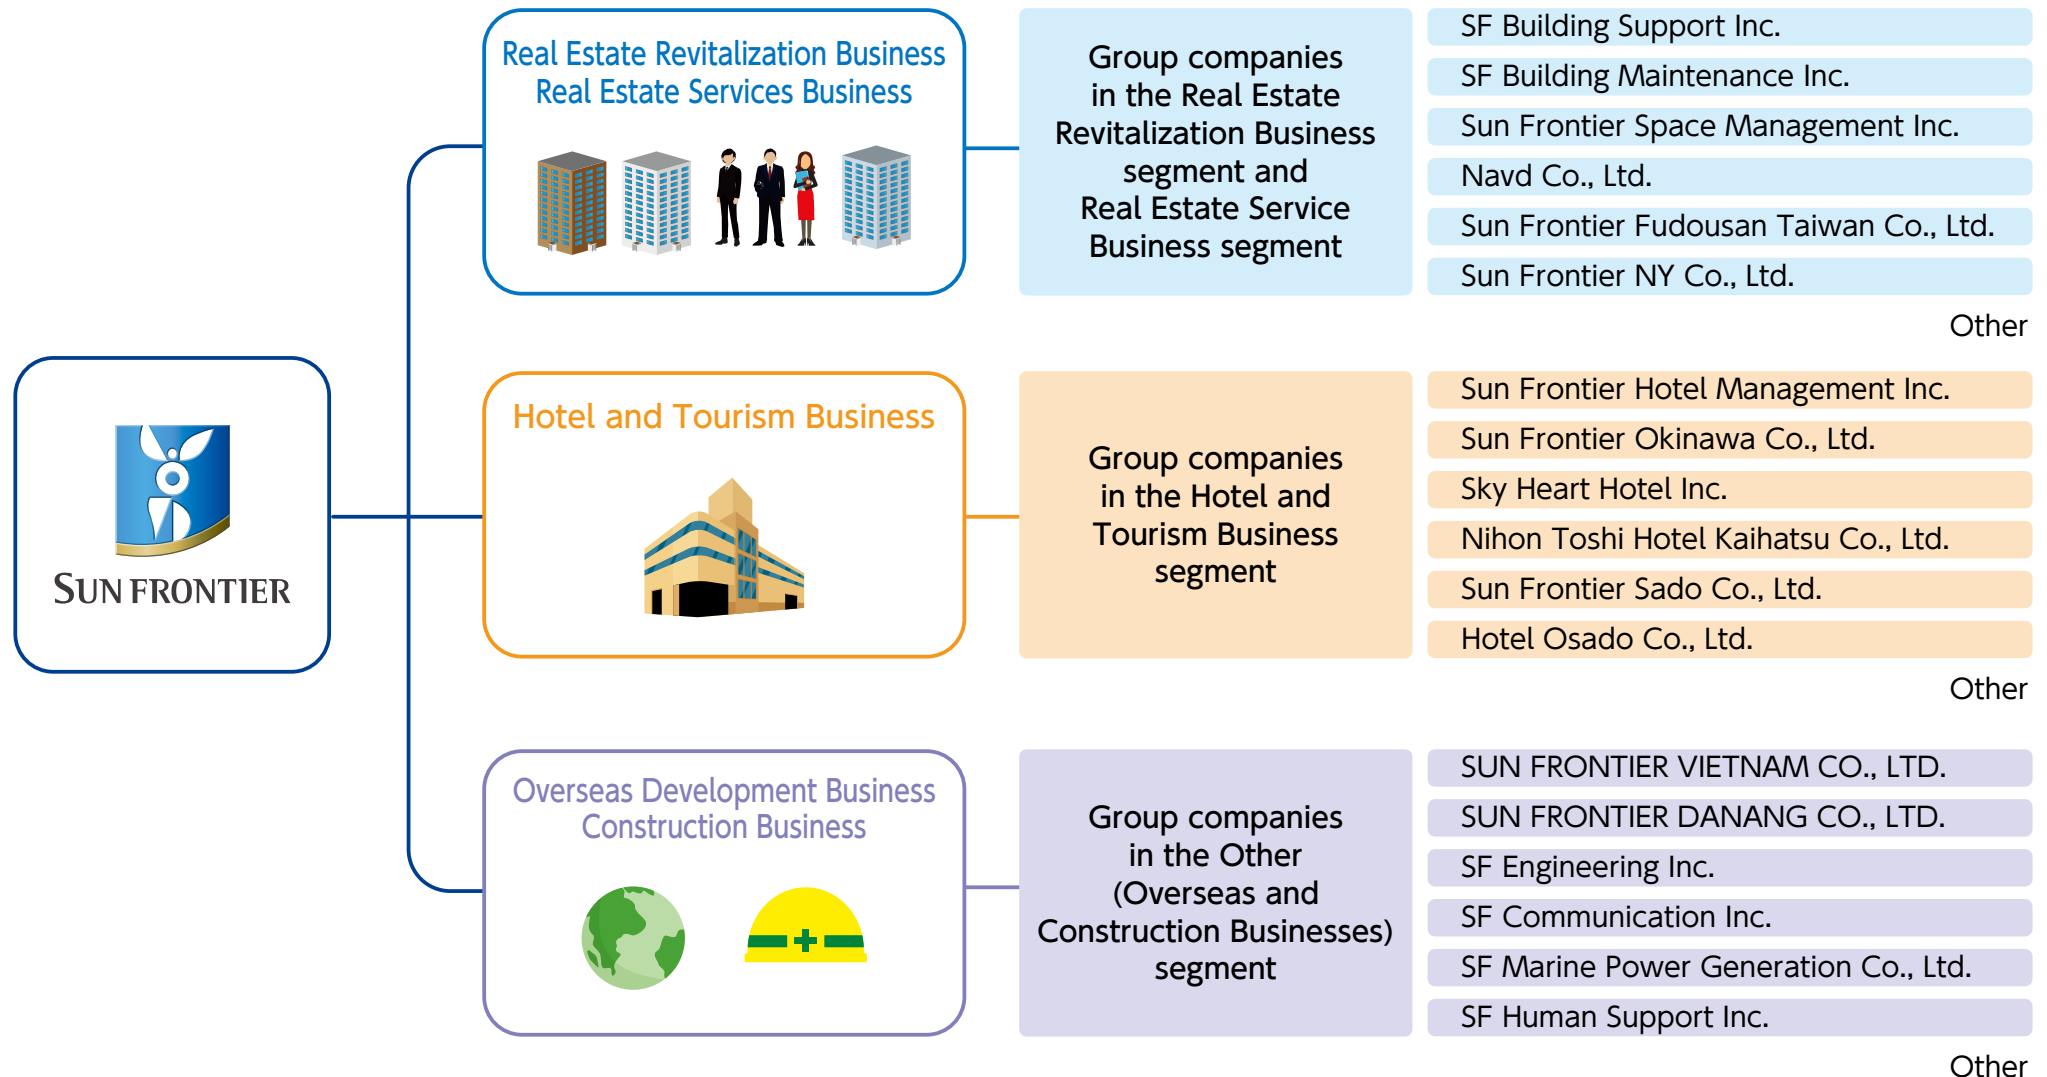 SUN FRONTIER
Real Estate Revitalization Business
Real Estate Services Business
Group companies
in the Real Estate
Revitalization Business
segment and
Real Estate Service
Business segment
SF Building Support Inc.
SF Building Maintenance Inc.
Sun Frontier Space Management Inc.
Navd Co., Ltd.
Sun Frontier Fudousan Taiwan Co., Ltd.
Sun Frontier NY Co., Ltd.
Other
Hotel and Tourism Business
Group companies
in the Hotel and
Tourism Business
segment
Sun Frontier Hotel Management Inc.
Sun Frontier Okinawa Co., Ltd.
Sky Heart Hotel Inc.
Nihon Toshi Hotel Kaihatsu Co., Ltd.
Sun Frontier Sado Co., Ltd.
Hotel Osado Co., Ltd.
Other
Overseas Development Business
Construction Business
Group companies
in the Other
(Overseas and
Construction Businesses)
segment
SUN FRONTIER VIETNAM CO., LTD.
SUN FRONTIER DANANG CO., LTD.
SF Engineering Inc.
SF Communication Inc.
SF Marine Power Generation Co., Ltd.
SF Human Support Inc.
Other